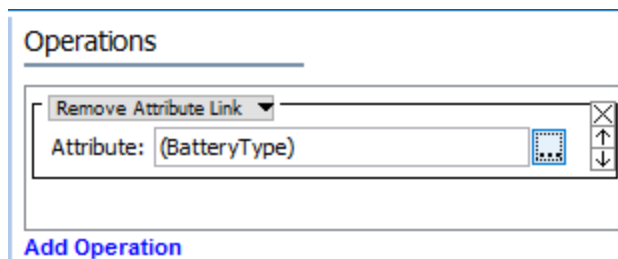 Operations
Remove Attribute Link
Attribute: (BatteryType) ...
Add Operation